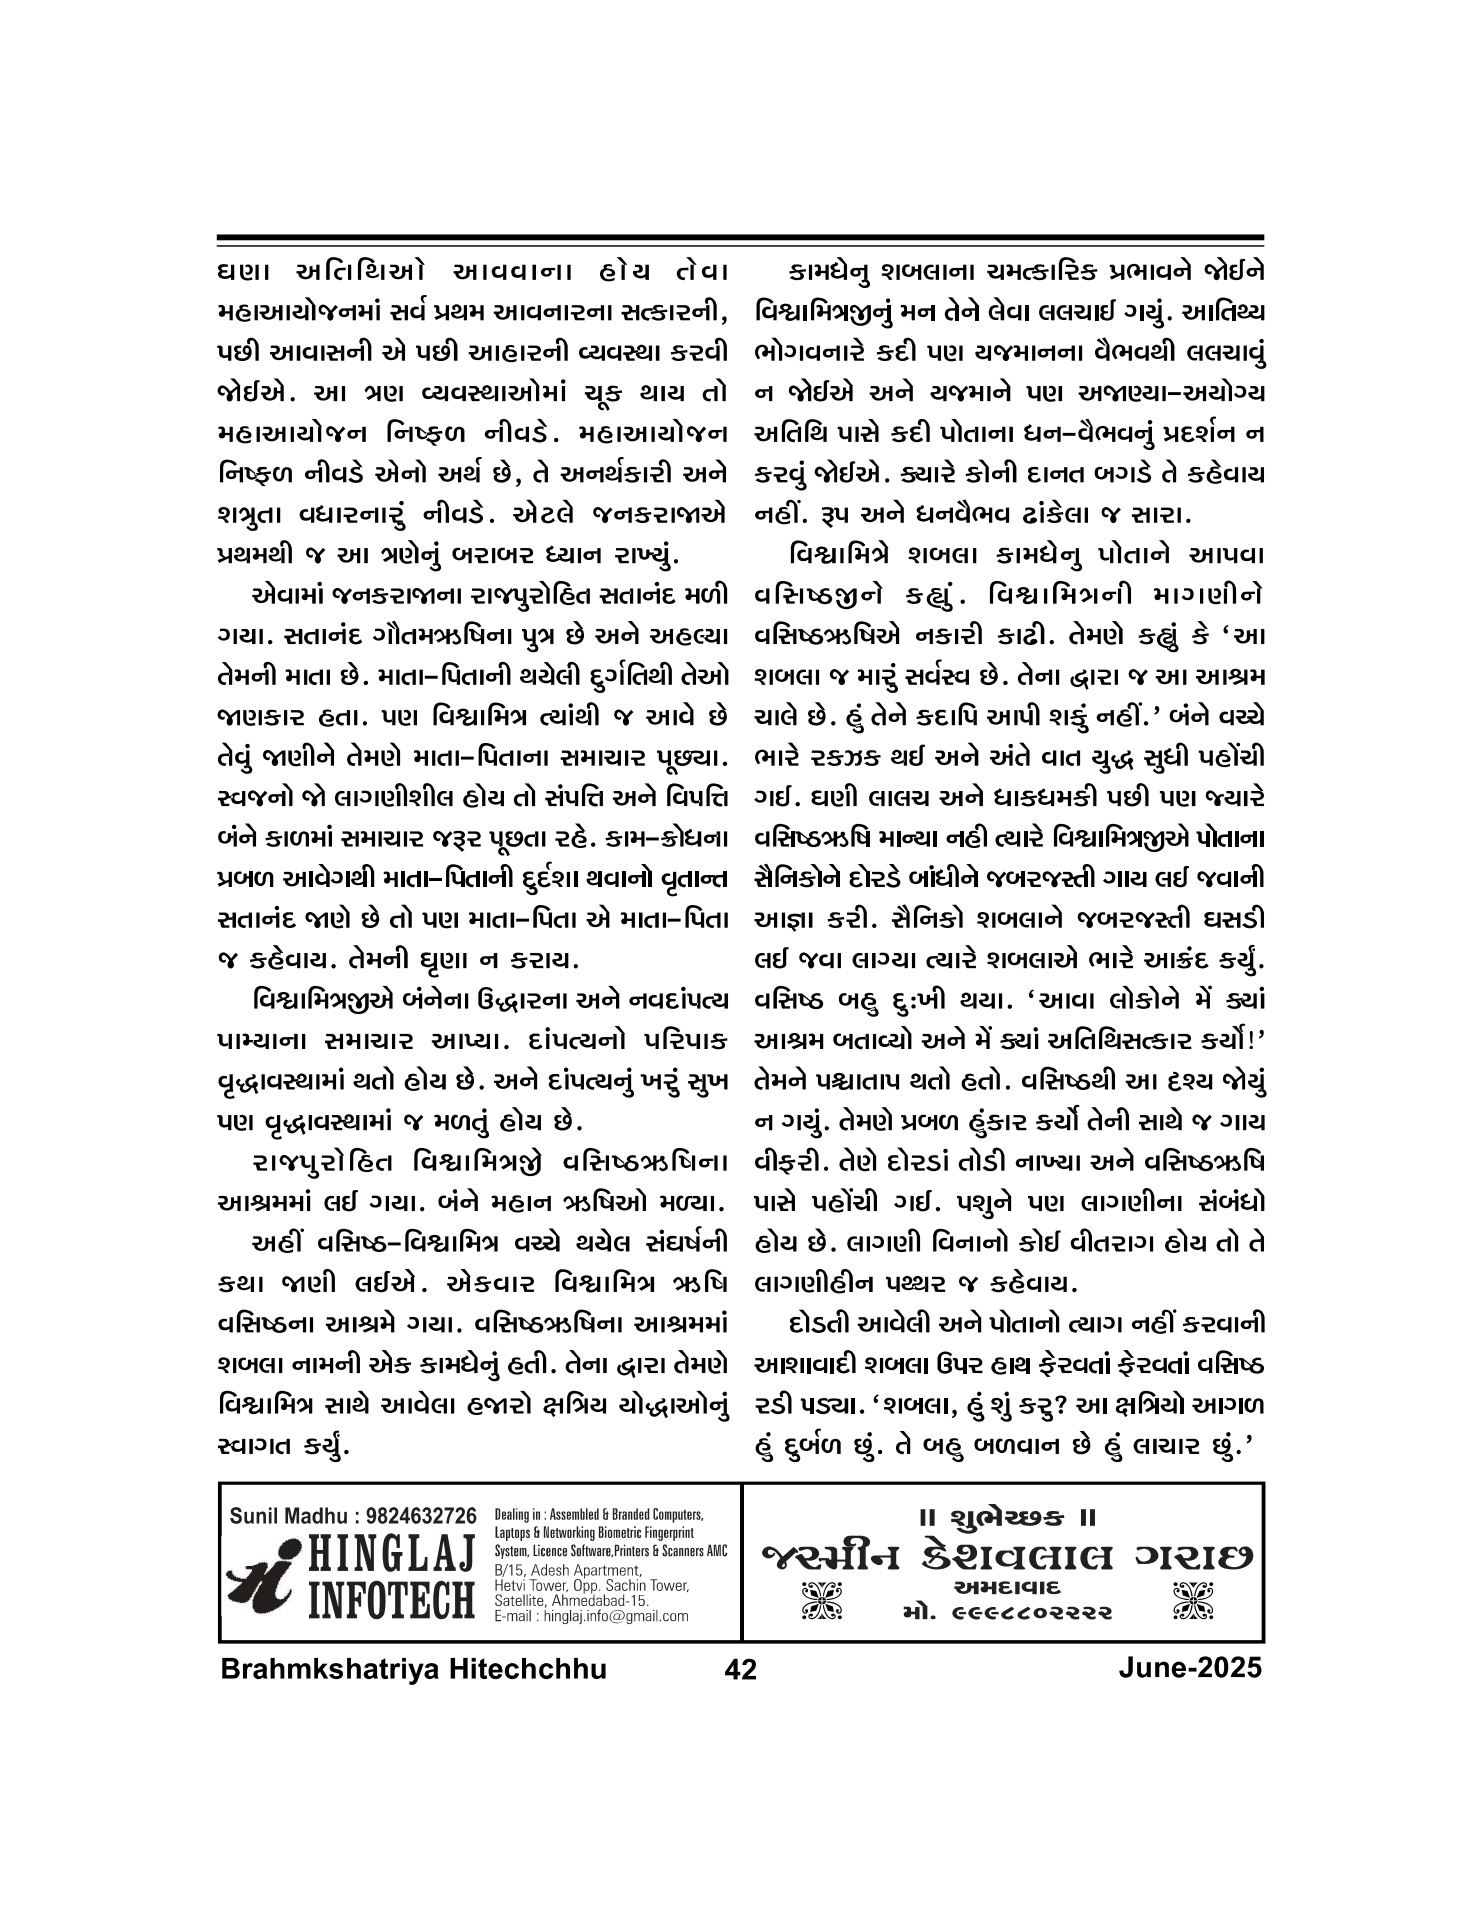 ઘણા અતિથિઓ આવવાના હોય તેવા
મહાઆયોજનમાં સર્વ પ્રથમ આવનારના સત્કારની,
પછી આવાસની એ પછી આહારની વ્યવસ્થા કરવી
જોઈએ. આ ત્રણ વ્યવસ્થાઓમાં ચૂક થાય તો
મહાઆયોજન નિષ્ફળ નીવડે. મહાઆયોજન
નિષ્ફળ નીવડે એનો અર્થ છે, તે અનર્થકારી અને
શત્રુતા વધારનારું નીવડે. એટલે જનકરાજાએ
પ્રથમથી જ આ ત્રણેનું બરાબર ધ્યાન રાખ્યું.
એવામાં જનકરાજાના રાજપુરોહિત સતાનંદ મળી
ગયા. સતાનંદ ગૌતમઋષિના પુત્ર છે અને અહલ્યા
તેમની માતા છે. માતા–પિતાની થયેલી દુર્ગતિથી તેઓ
જાણકાર હતા. પણ વિશ્વામિત્ર ત્યાંથી જ આવે છે
તેવું જાણીને તેમણે માતા–પિતાના સમાચાર પૂછ્યા.
સ્વજનો જો લાગણીશીલ હોય તો સંપત્તિ અને વિપત્તિ
બંને કાળમાં સમાચાર જરૂર પૂછતા રહે. કામ–ક્રોધના
પ્રબળ આવેગથી માતા–પિતાની દુર્દશા થવાનો વૃતાન્ત
સતાનંદ જાણે છે તો પણ માતા–પિતા એ માતા–પિતા
જ કહેવાય. તેમની ઘૃણા ન કરાય.
વિશ્વામિત્રજીએ બંનેના ઉદ્ધારના અને નવદાંપત્ય
પામ્યાના સમાચાર આપ્યા. દાંપત્યનો પરિપાક
વૃદ્ધાવસ્થામાં થતો હોય છે. અને દાંપત્યનું ખરું સુખ
પણ વૃદ્ધાવસ્થામાં જ મળતું હોય છે.
રાજપુરોહિત વિશ્વામિત્રજી વસિષ્ઠઋષિના
આશ્રમમાં લઈ ગયા. બંને મહાન ઋષિઓ મળ્યા.
અહીં વસિષ્ઠ–વિશ્વામિત્ર વચ્ચે થયેલ સંઘર્ષની
કથા જાણી લઈએ. એકવાર વિશ્વામિત્ર ઋષિ
વસિષ્ઠના આશ્રમે ગયા. વસિષ્ઠઋષિના આશ્રમમાં
શબલા નામની એક કામધેનું હતી. તેના દ્વારા તેમણે
વિશ્વામિત્ર સાથે આવેલા હજારો ક્ષત્રિય યોદ્ધાઓનું
સ્વાગત કર્યું.
કામધેનુ શબલાના ચમત્કારિક પ્રભાવને જોઈને
વિશ્વામિત્રજીનું મન તેને લેવા લલચાઈ ગયું. આતિથ્ય
ભોગવનારે કદી પણ યજમાનના વૈભવથી લલચાવું
ન જોઈએ અને યજમાને પણ અજાણ્યા–અયોગ્ય
અતિથિ પાસે કદી પોતાના ધન–વૈભવનું પ્રદર્શન ન
કરવું જોઈએ. ક્યારે કોની દાનત બગડે તે કહેવાય
નહીં. રૂપ અને ધનવૈભવ ઢાંકેલા જ સારા.
વિશ્વામિત્રે શબલા કામધેનુ પોતાને આપવા
વસિષ્ઠજીને કહ્યું. વિશ્વામિત્રની માગણીને
વસિષ્ઠઋષિએ નકારી કાઢી. તેમણે કહ્યું કે ‘આ
શબલા જ મારું સર્વસ્વ છે. તેના દ્વારા જ આ આશ્રમ
ચાલે છે. હું તેને કદાપિ આપી શકું નહીં.’ બંને વચ્ચે
ભારે રકઝક થઈ અને અંતે વાત યુદ્ધ સુધી પહોંચી
ગઈ. ઘણી લાલચ અને ધાકધમકી પછી પણ જ્યારે
વસિષ્ઠઋષિ માન્યા નહી ત્યારે વિશ્વામિત્રજીએ પોતાના
સૈનિકોને દોરડે બાંધીને જબરજસ્તી ગાય લઈ જવાની
આજ્ઞા કરી. સૈનિકો શબલાને જબરજસ્તી ઘસડી
લઈ જવા લાગ્યા ત્યારે શબલાએ ભારે આક્રંદ કર્યું.
વસિષ્ઠ બહુ દુઃખી થયા. ‘આવા લોકોને મેં ક્યાં
આશ્રમ બતાવ્યો અને મેં ક્યાં અતિથિસત્કાર કર્યો!’
તેમને પશ્ચાતાપ થતો હતો. વસિષ્ઠથી આ દૃશ્ય જોયું
ન ગયું. તેમણે પ્રબળ હુંકાર કર્યો તેની સાથે જ ગાય
વીફરી. તેણે દોરડાં તોડી નાખ્યા અને વસિષ્ઠઋષિ
પાસે પહોંચી ગઈ. પશુને પણ લાગણીના સંબંધો
હોય છે. લાગણી વિનાનો કોઈ વીતરાગ હોય તો તે
લાગણીહીન પથ્થર જ કહેવાય.
દોડતી આવેલી અને પોતાનો ત્યાગ નહીં કરવાની
આશાવાદી શબલા ઉપર હાથ ફેરવતાં ફેરવતાં વસિષ્ઠ
રડી પડ્યા. ‘શબલા, હું શું કરુ? આ ક્ષત્રિયો આગળ
હું દુર્બળ છું. તે બહુ બળવાન છે હું લાચાર છું.’
Sunil Madhu : 9824632726
HINGLAJ
INFOTECH
Dealing in : Assembled & Branded Computers,
Laptops & Networking Biometric Fingerprint
System, Licence Software,Printers & Scanners AMC
B/15, Adesh Apartment,
Hetvi Tower, Opp. Sachin Tower,
Satellite, Ahmedabad-15.
E-mail : hinglaj.info@gmail.com
॥ શુભેચ્છક ॥
જસ્મીન કેશવલાલ ગરાછ
અમદાવાદ
મો. ૯૯૯૮૮૦૨૨૨૨
Brahmkshatriya Hitechchhu 42 June-2025